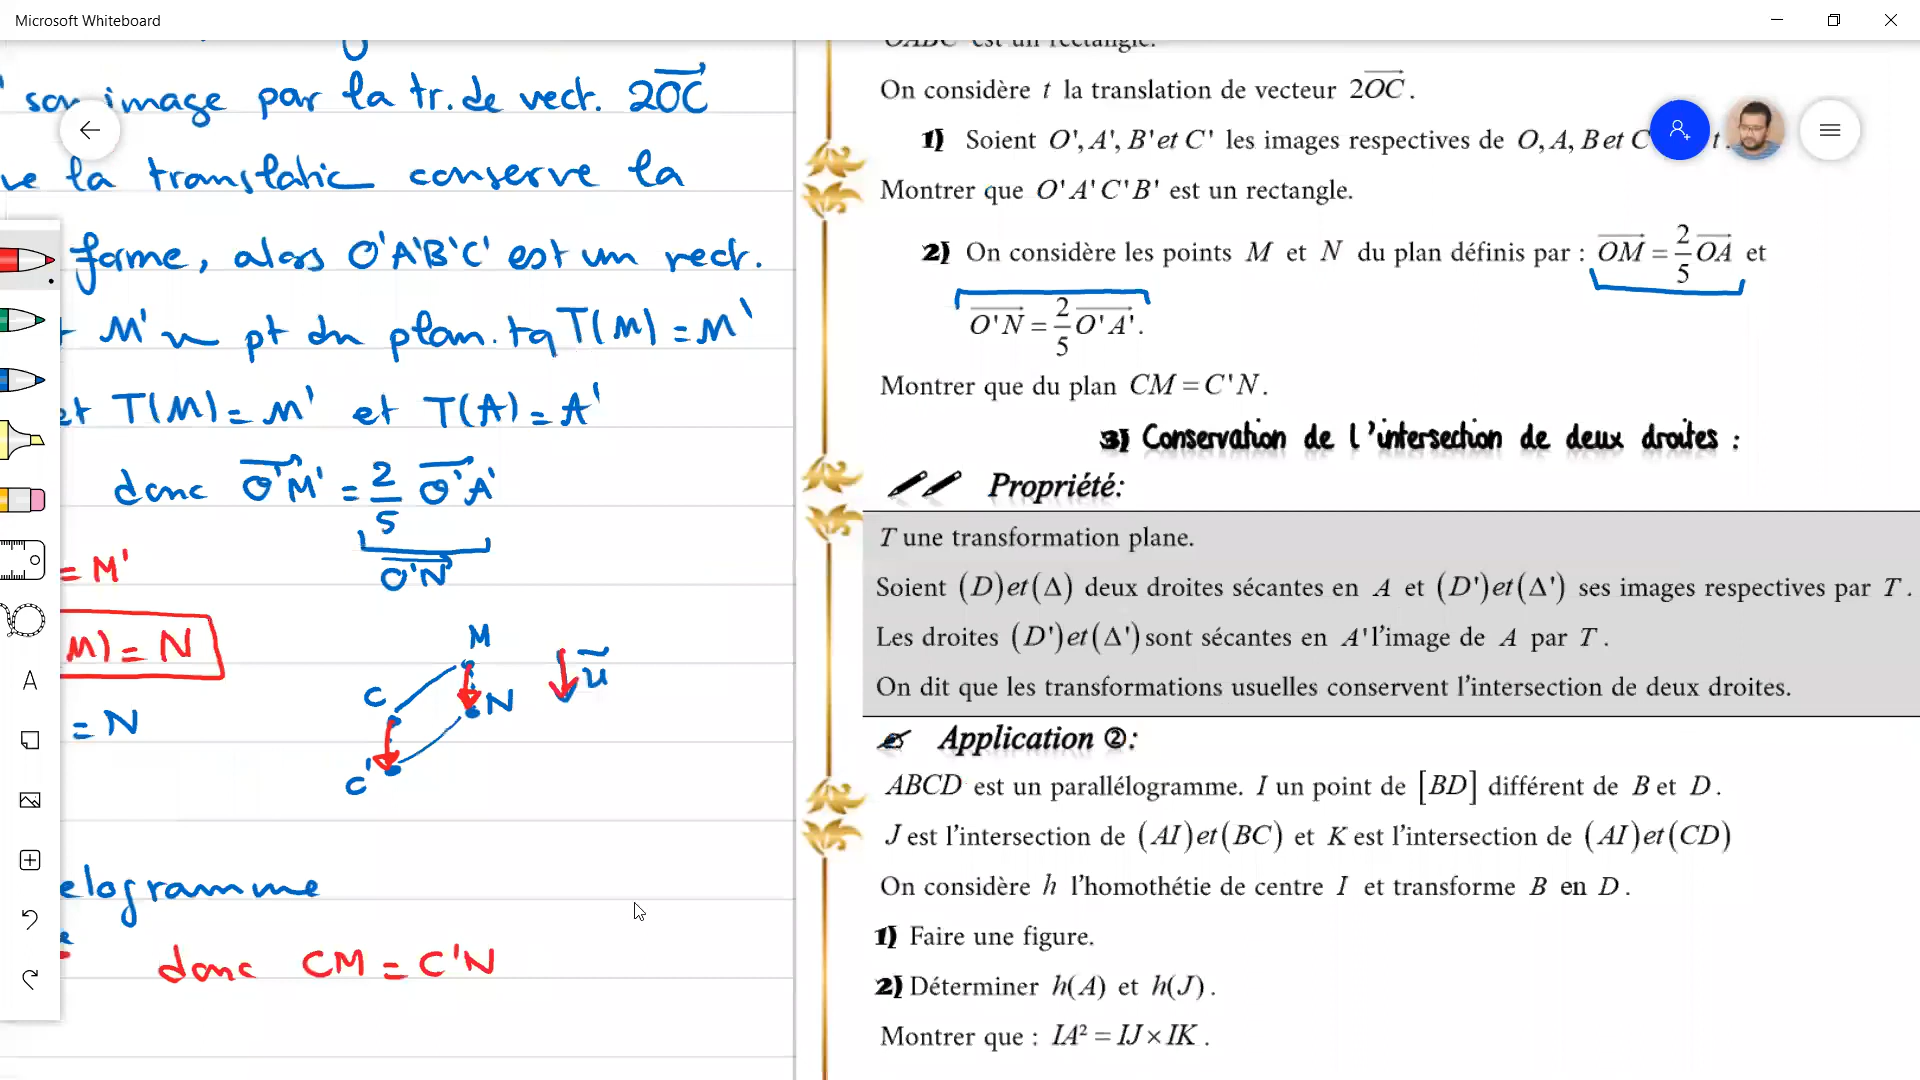 Microsoft Whiteboard
son image par la tr. de vect. 2OC
la translatio conserve la
forme, alors O'A'B'C' est un rect.
M' un pt du plan. tq T(M) = M'
et T(M) = M' et T(A) = A'
donc O'M' = 2/5 O'A'
O'N
= M'
M) = N
= N
M
C
N
u
C'
elogramme
donc CM = C'N
OABC est un rectangle.
On considère t la translation de vecteur 2OC.
1) Soient O', A', B' et C' les images respectives de O, A, B et C t.
Montrer que O'A'C'B' est un rectangle.
2) On considère les points M et N du plan définis par : OM = 2/5 OA et
O'N = 2/5 O'A'.
Montrer que du plan CM = C'N.
3) Conservation de l'intersection de deux droites :
Propriété:
T une transformation plane.
Soient (D) et (Δ) deux droites sécantes en A et (D') et (Δ') ses images respectives par T.
Les droites (D') et (Δ') sont sécantes en A' l'image de A par T.
On dit que les transformations usuelles conservent l'intersection de deux droites.
Application ②:
ABCD est un parallélogramme. I un point de [BD] différent de B et D.
J est l'intersection de (AI) et (BC) et K est l'intersection de (AI) et (CD)
On considère h l'homothétie de centre I et transforme B en D.
1) Faire une figure.
2) Déterminer h(A) et h(J).
Montrer que : IA² = IJ × IK.